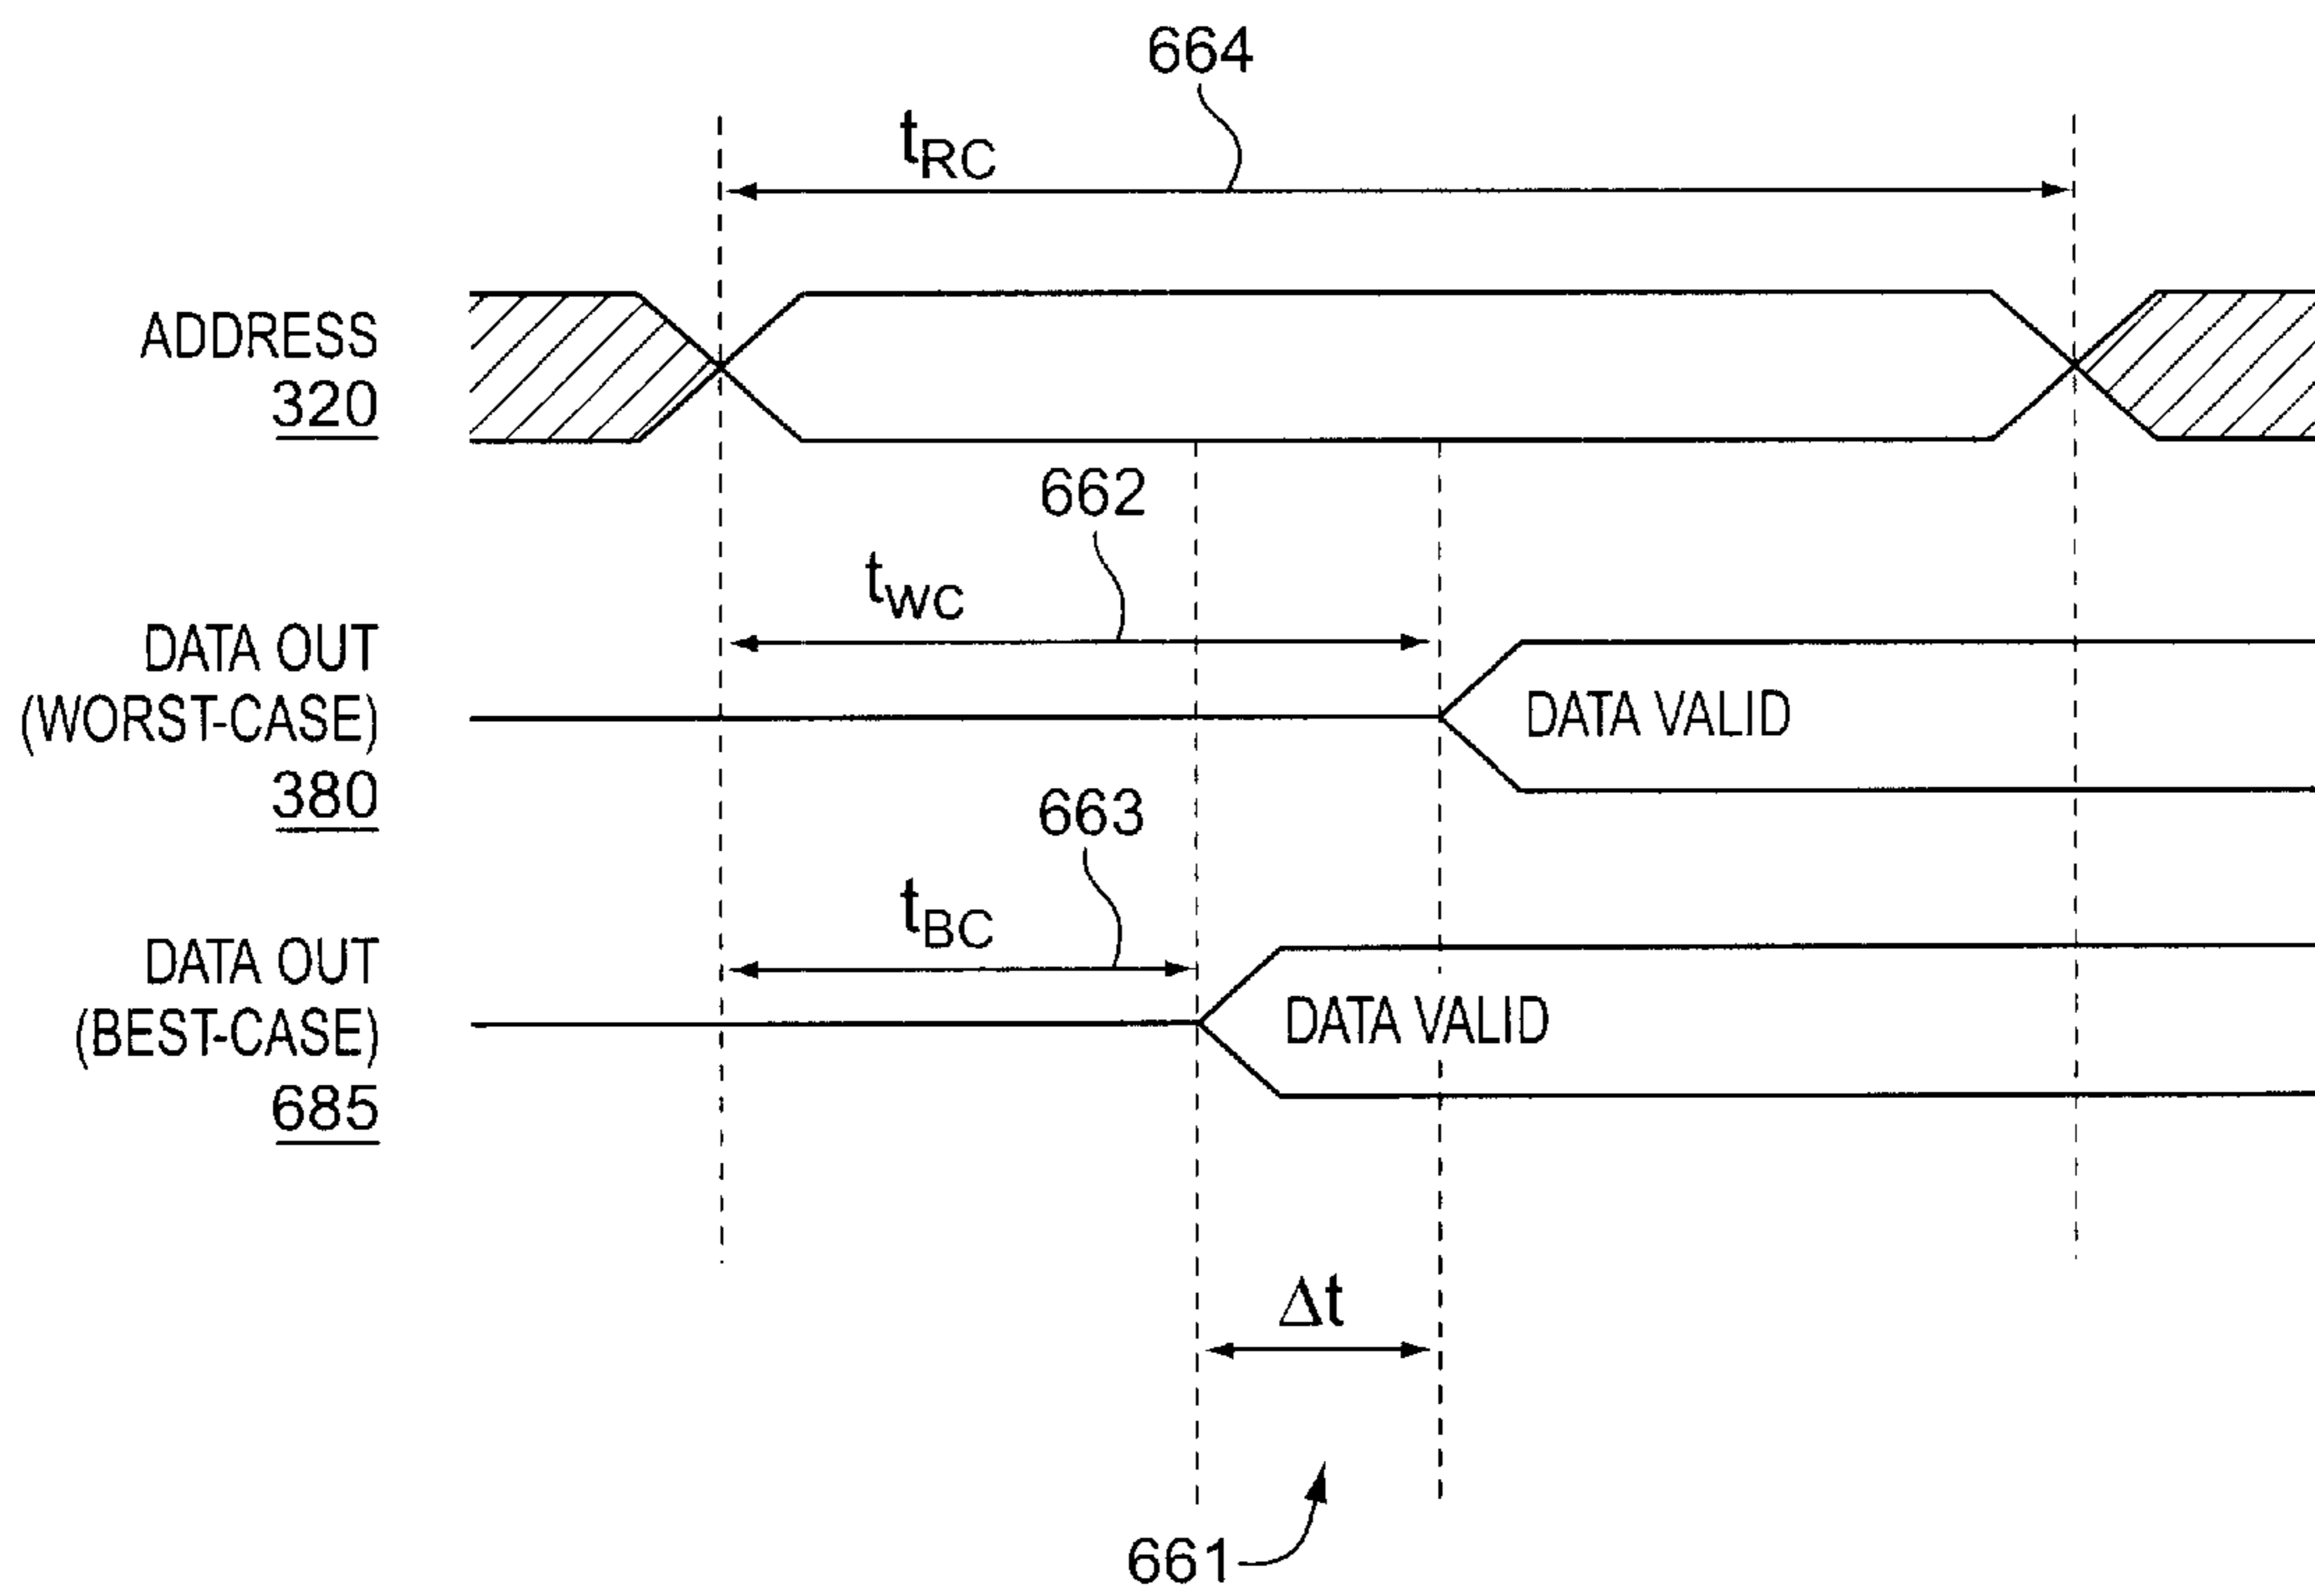 664
tRC
ADDRESS
320
662
tWC
DATA OUT
(WORST-CASE)
380
DATA VALID
663
tBC
DATA OUT
(BEST-CASE)
685
DATA VALID
Δt
661